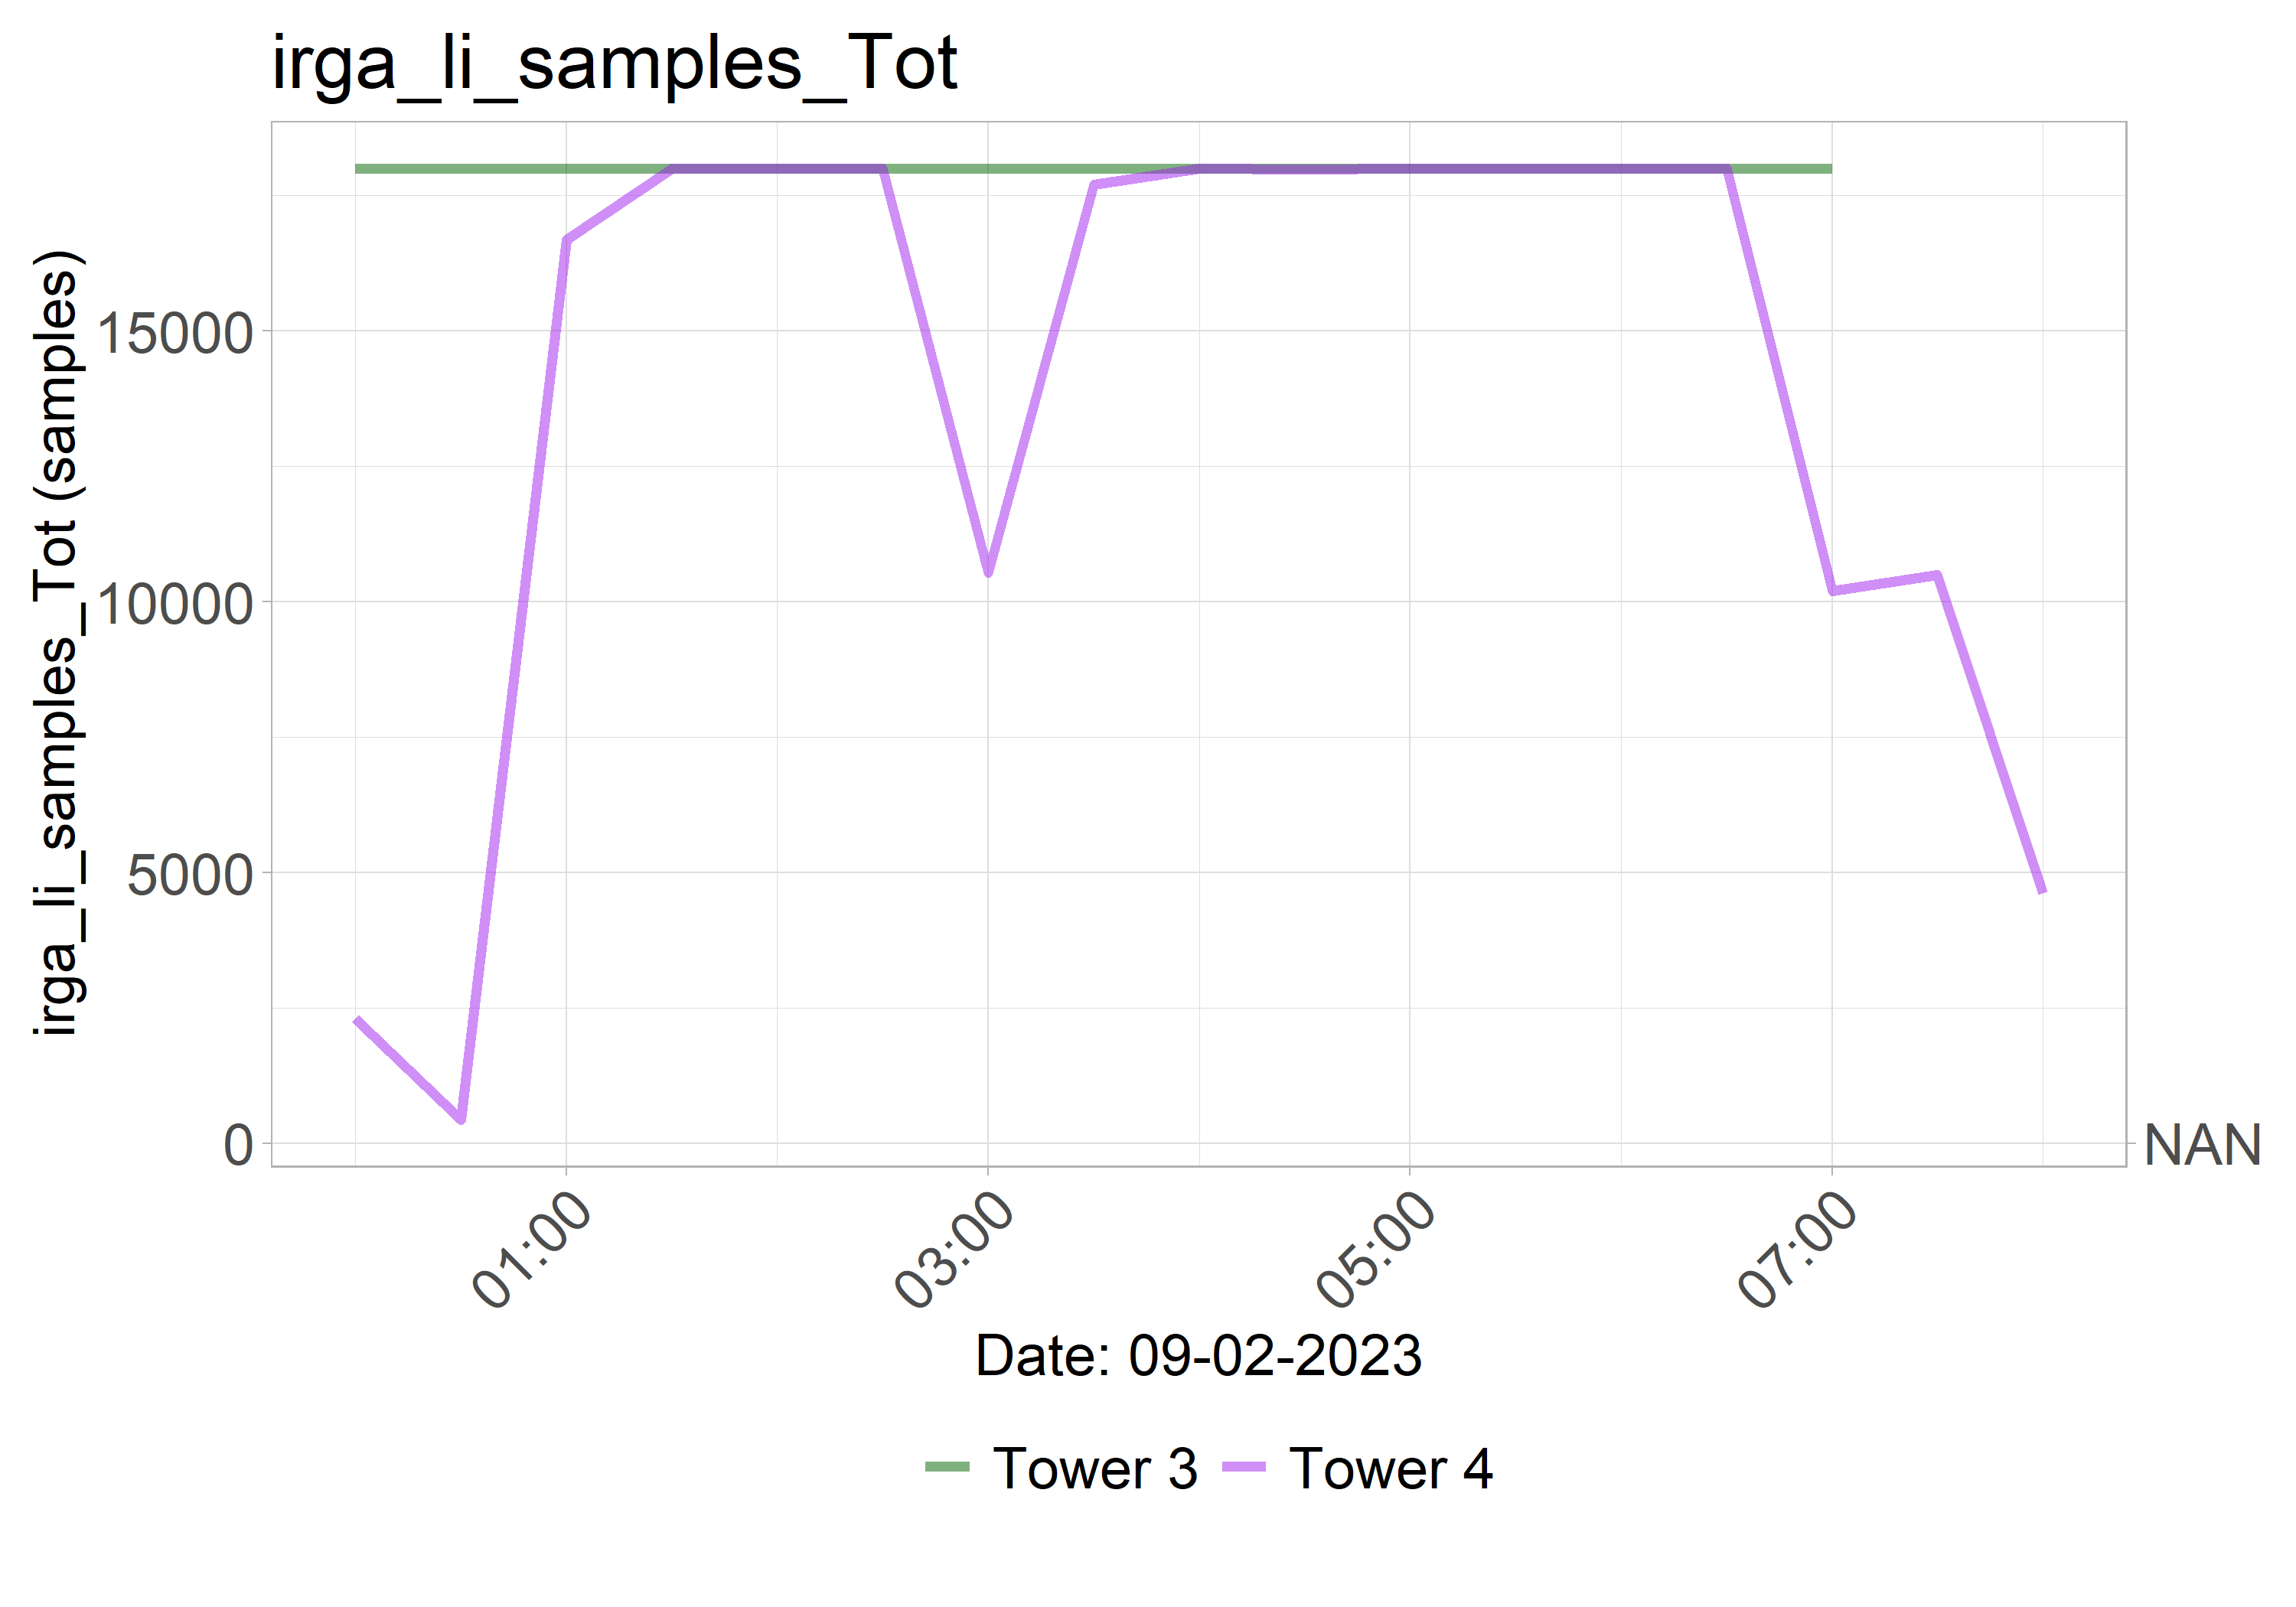 irga_li_samples_Tot
irga_li_samples_Tot (samples)
15000
10000
5000
0
NAN
01:00
03:00
05:00
07:00
Date: 09-02-2023
Tower 3
Tower 4